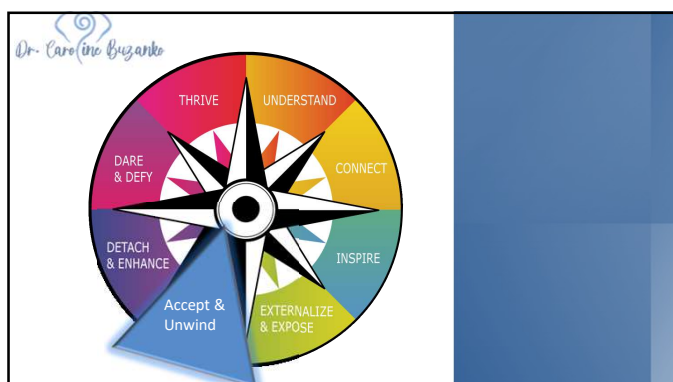 Dr. Caroline Buzanko
THRIVE
UNDERSTAND
CONNECT
INSPIRE
EXTERNALIZE
& EXPOSE
Accept &
Unwind
DETACH
& ENHANCE
DARE
& DEFY